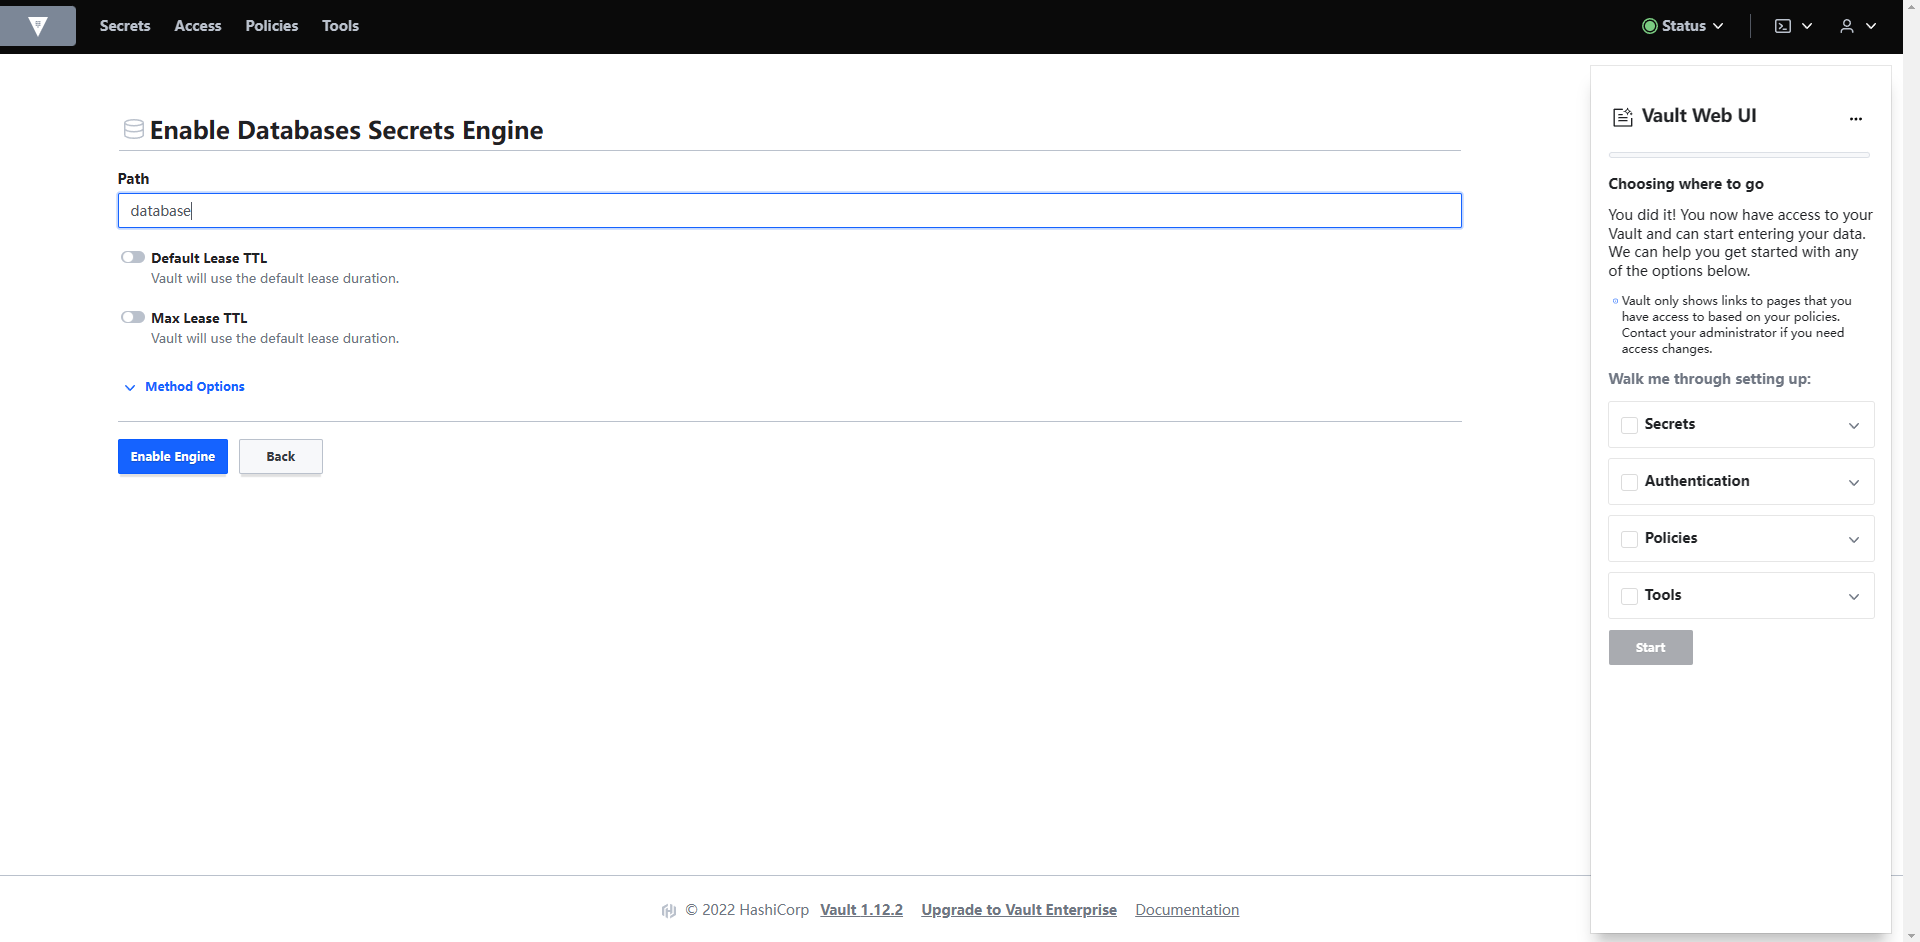 Secrets Access Policies Tools Status
Enable Databases Secrets Engine
Path
database
Default Lease TTL
Vault will use the default lease duration.
Max Lease TTL
Vault will use the default lease duration.
Method Options
Enable Engine Back
Vault Web UI
Choosing where to go
You did it! You now have access to your
Vault and can start entering your data.
We can help you get started with any
of the options below.
Vault only shows links to pages that you
have access to based on your policies.
Contact your administrator if you need
access changes.
Walk me through setting up:
Secrets
Authentication
Policies
Tools
Start
© 2022 HashiCorp Vault 1.12.2 Upgrade to Vault Enterprise Documentation